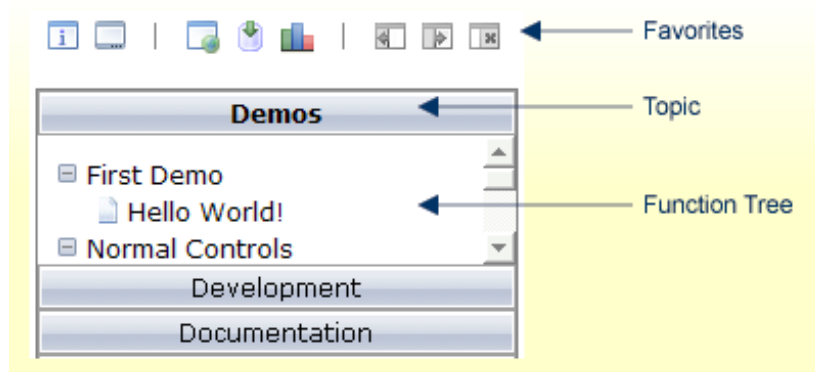 Favorites
Demos
Topic
First Demo
Hello World!
Function Tree
Normal Controls
Development
Documentation